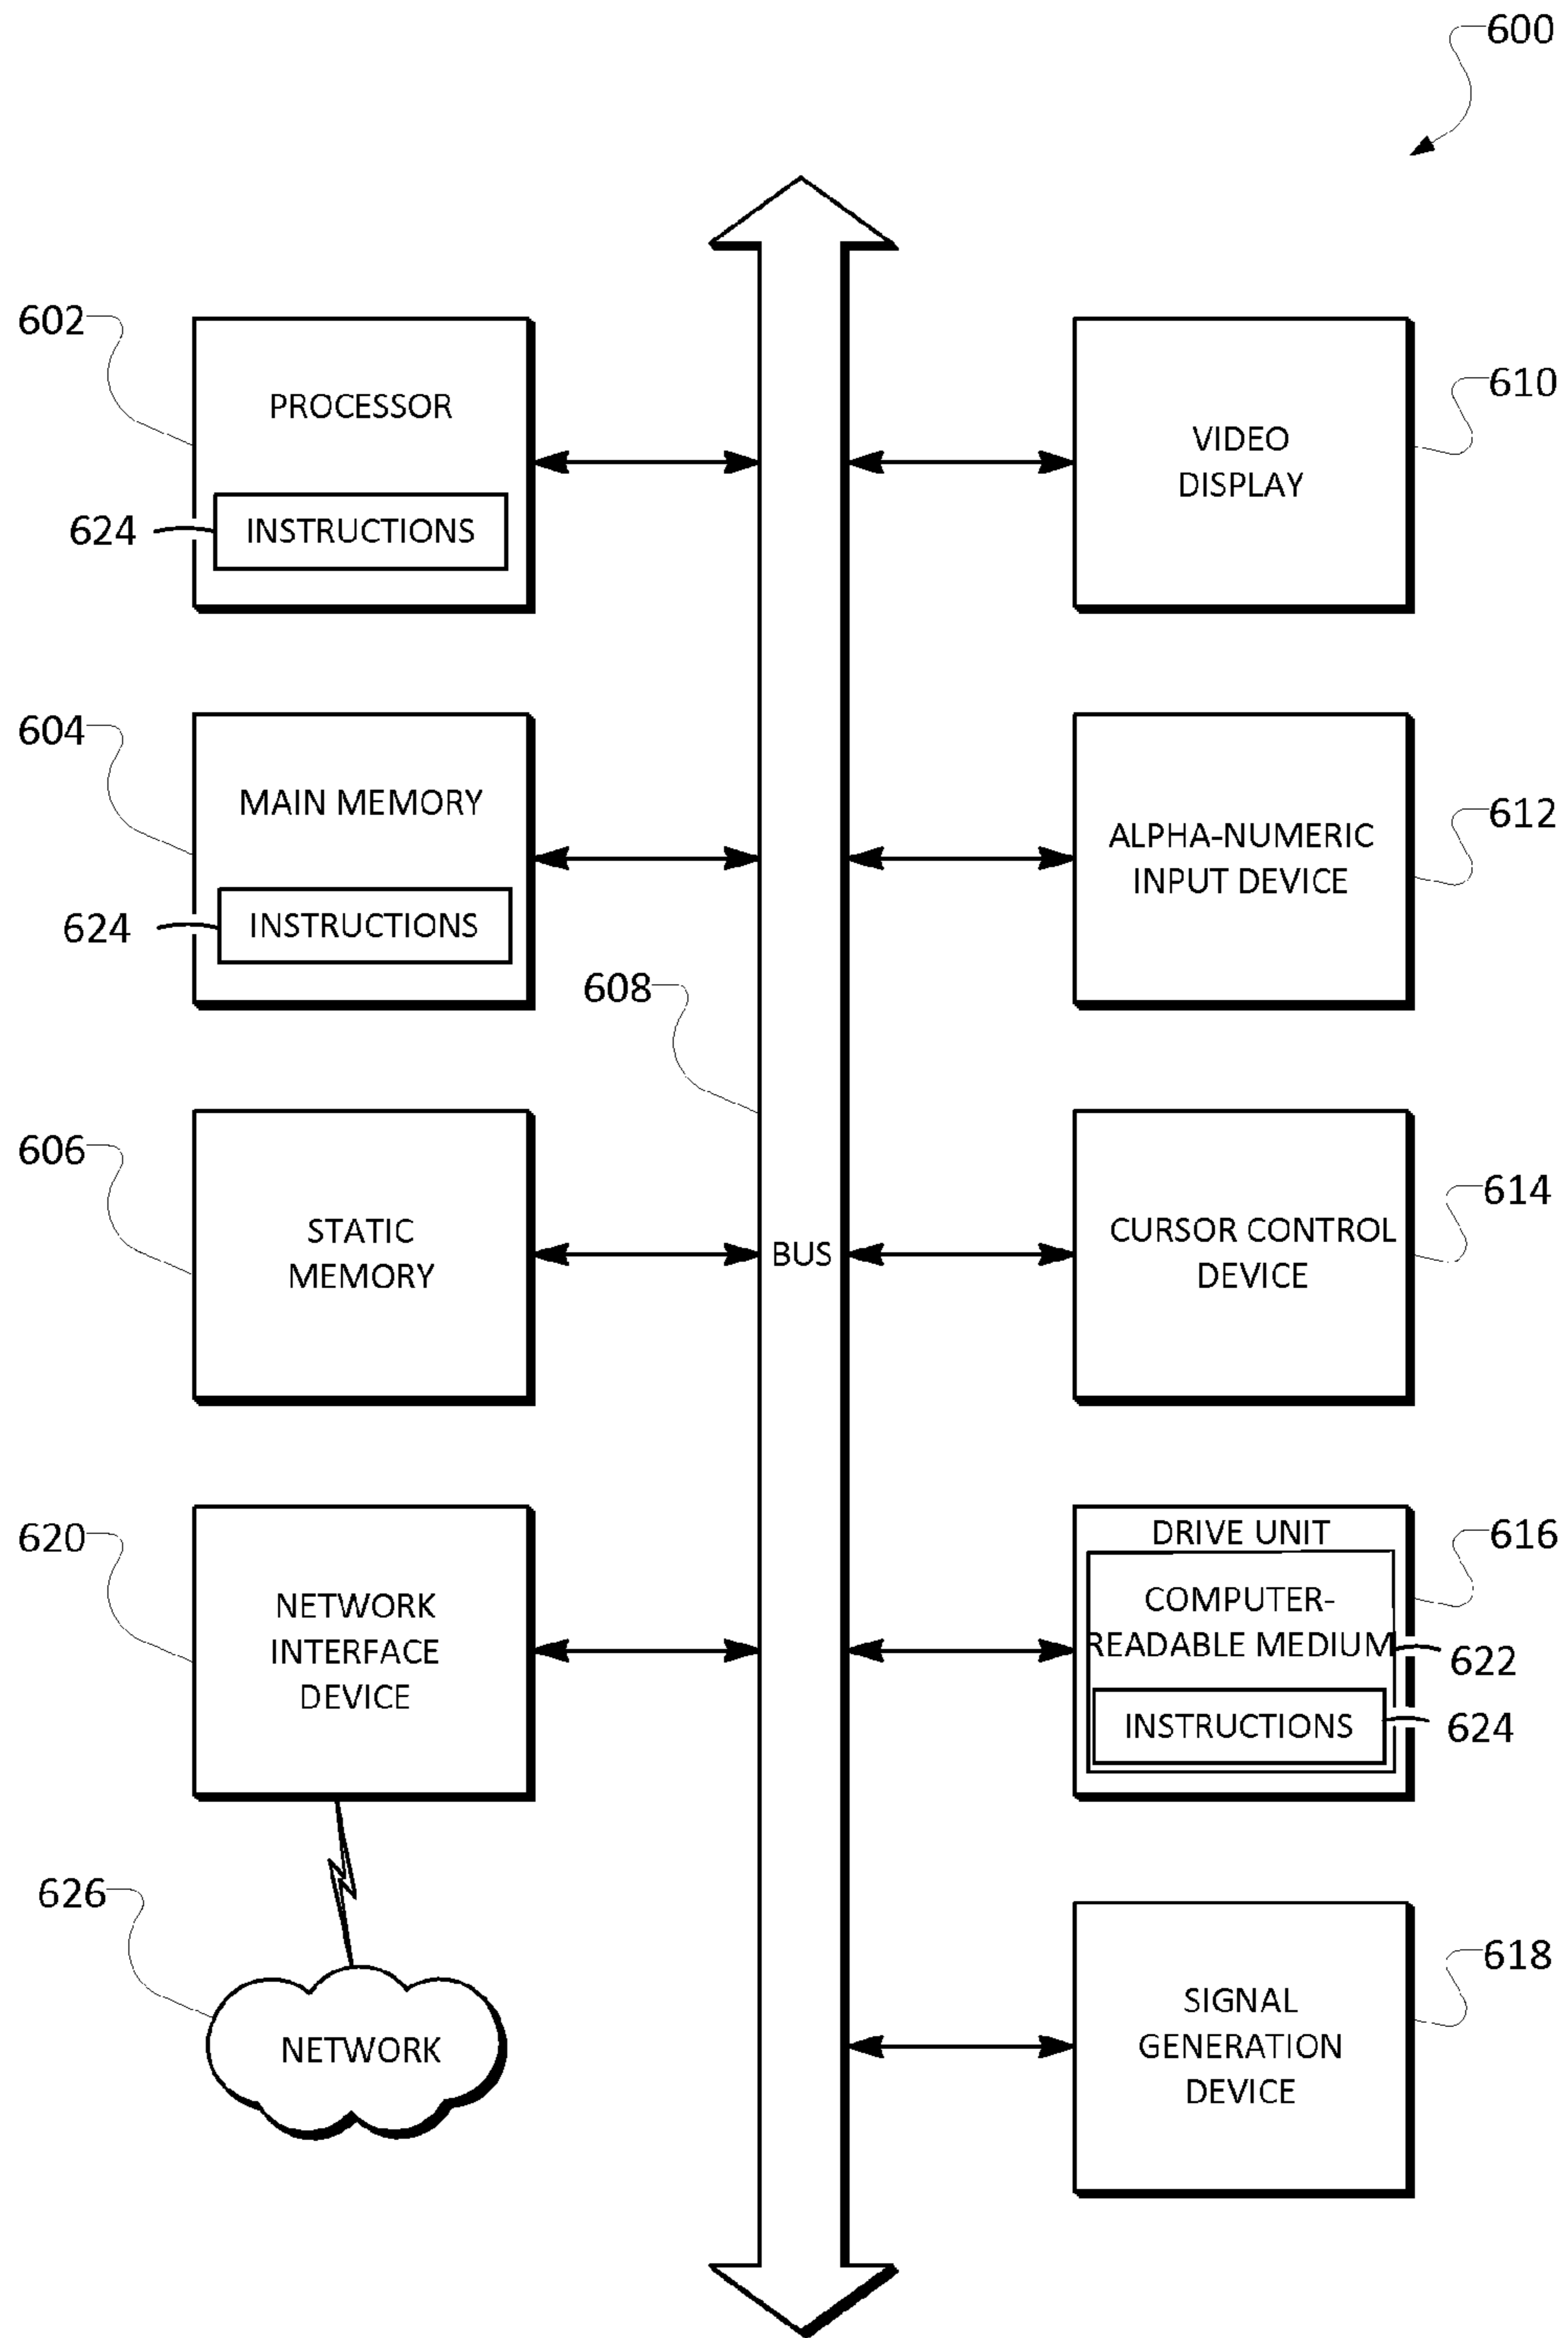 600
602
PROCESSOR
624
INSTRUCTIONS
610
VIDEO
DISPLAY
604
MAIN MEMORY
624
INSTRUCTIONS
612
ALPHA-NUMERIC
INPUT DEVICE
608
606
STATIC
MEMORY
BUS
614
CURSOR CONTROL
DEVICE
620
NETWORK
INTERFACE
DEVICE
DRIVE UNIT
616
COMPUTER-
READABLE MEDIUM
622
INSTRUCTIONS
624
626
NETWORK
618
SIGNAL
GENERATION
DEVICE